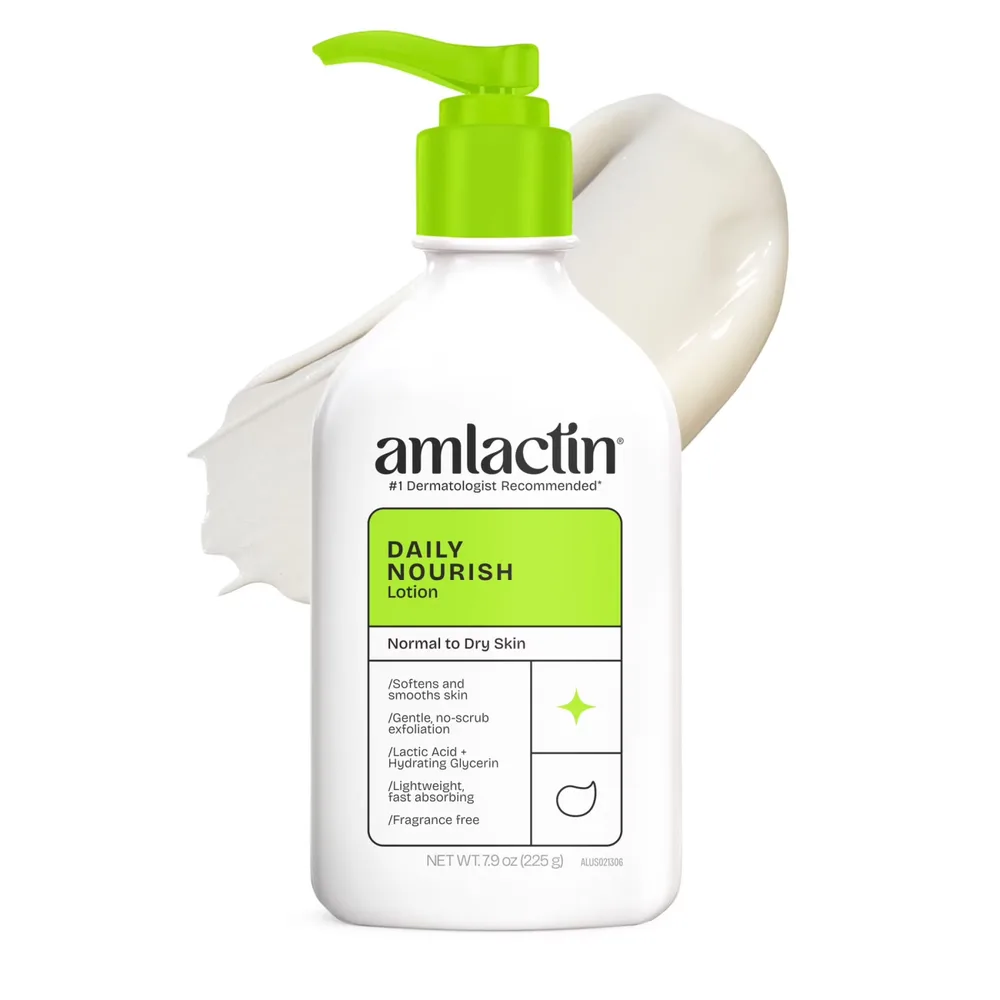 amlactin®
#1 Dermatologist Recommended*
DAILY
NOURISH
Lotion
Normal to Dry Skin
/Softens and
smooths skin
/Gentle, no-scrub
exfoliation
/Lactic Acid +
Hydrating Glycerin
/Lightweight,
fast absorbing
/Fragrance free
NET WT. 7.9 oz (225 g) ALUS021306